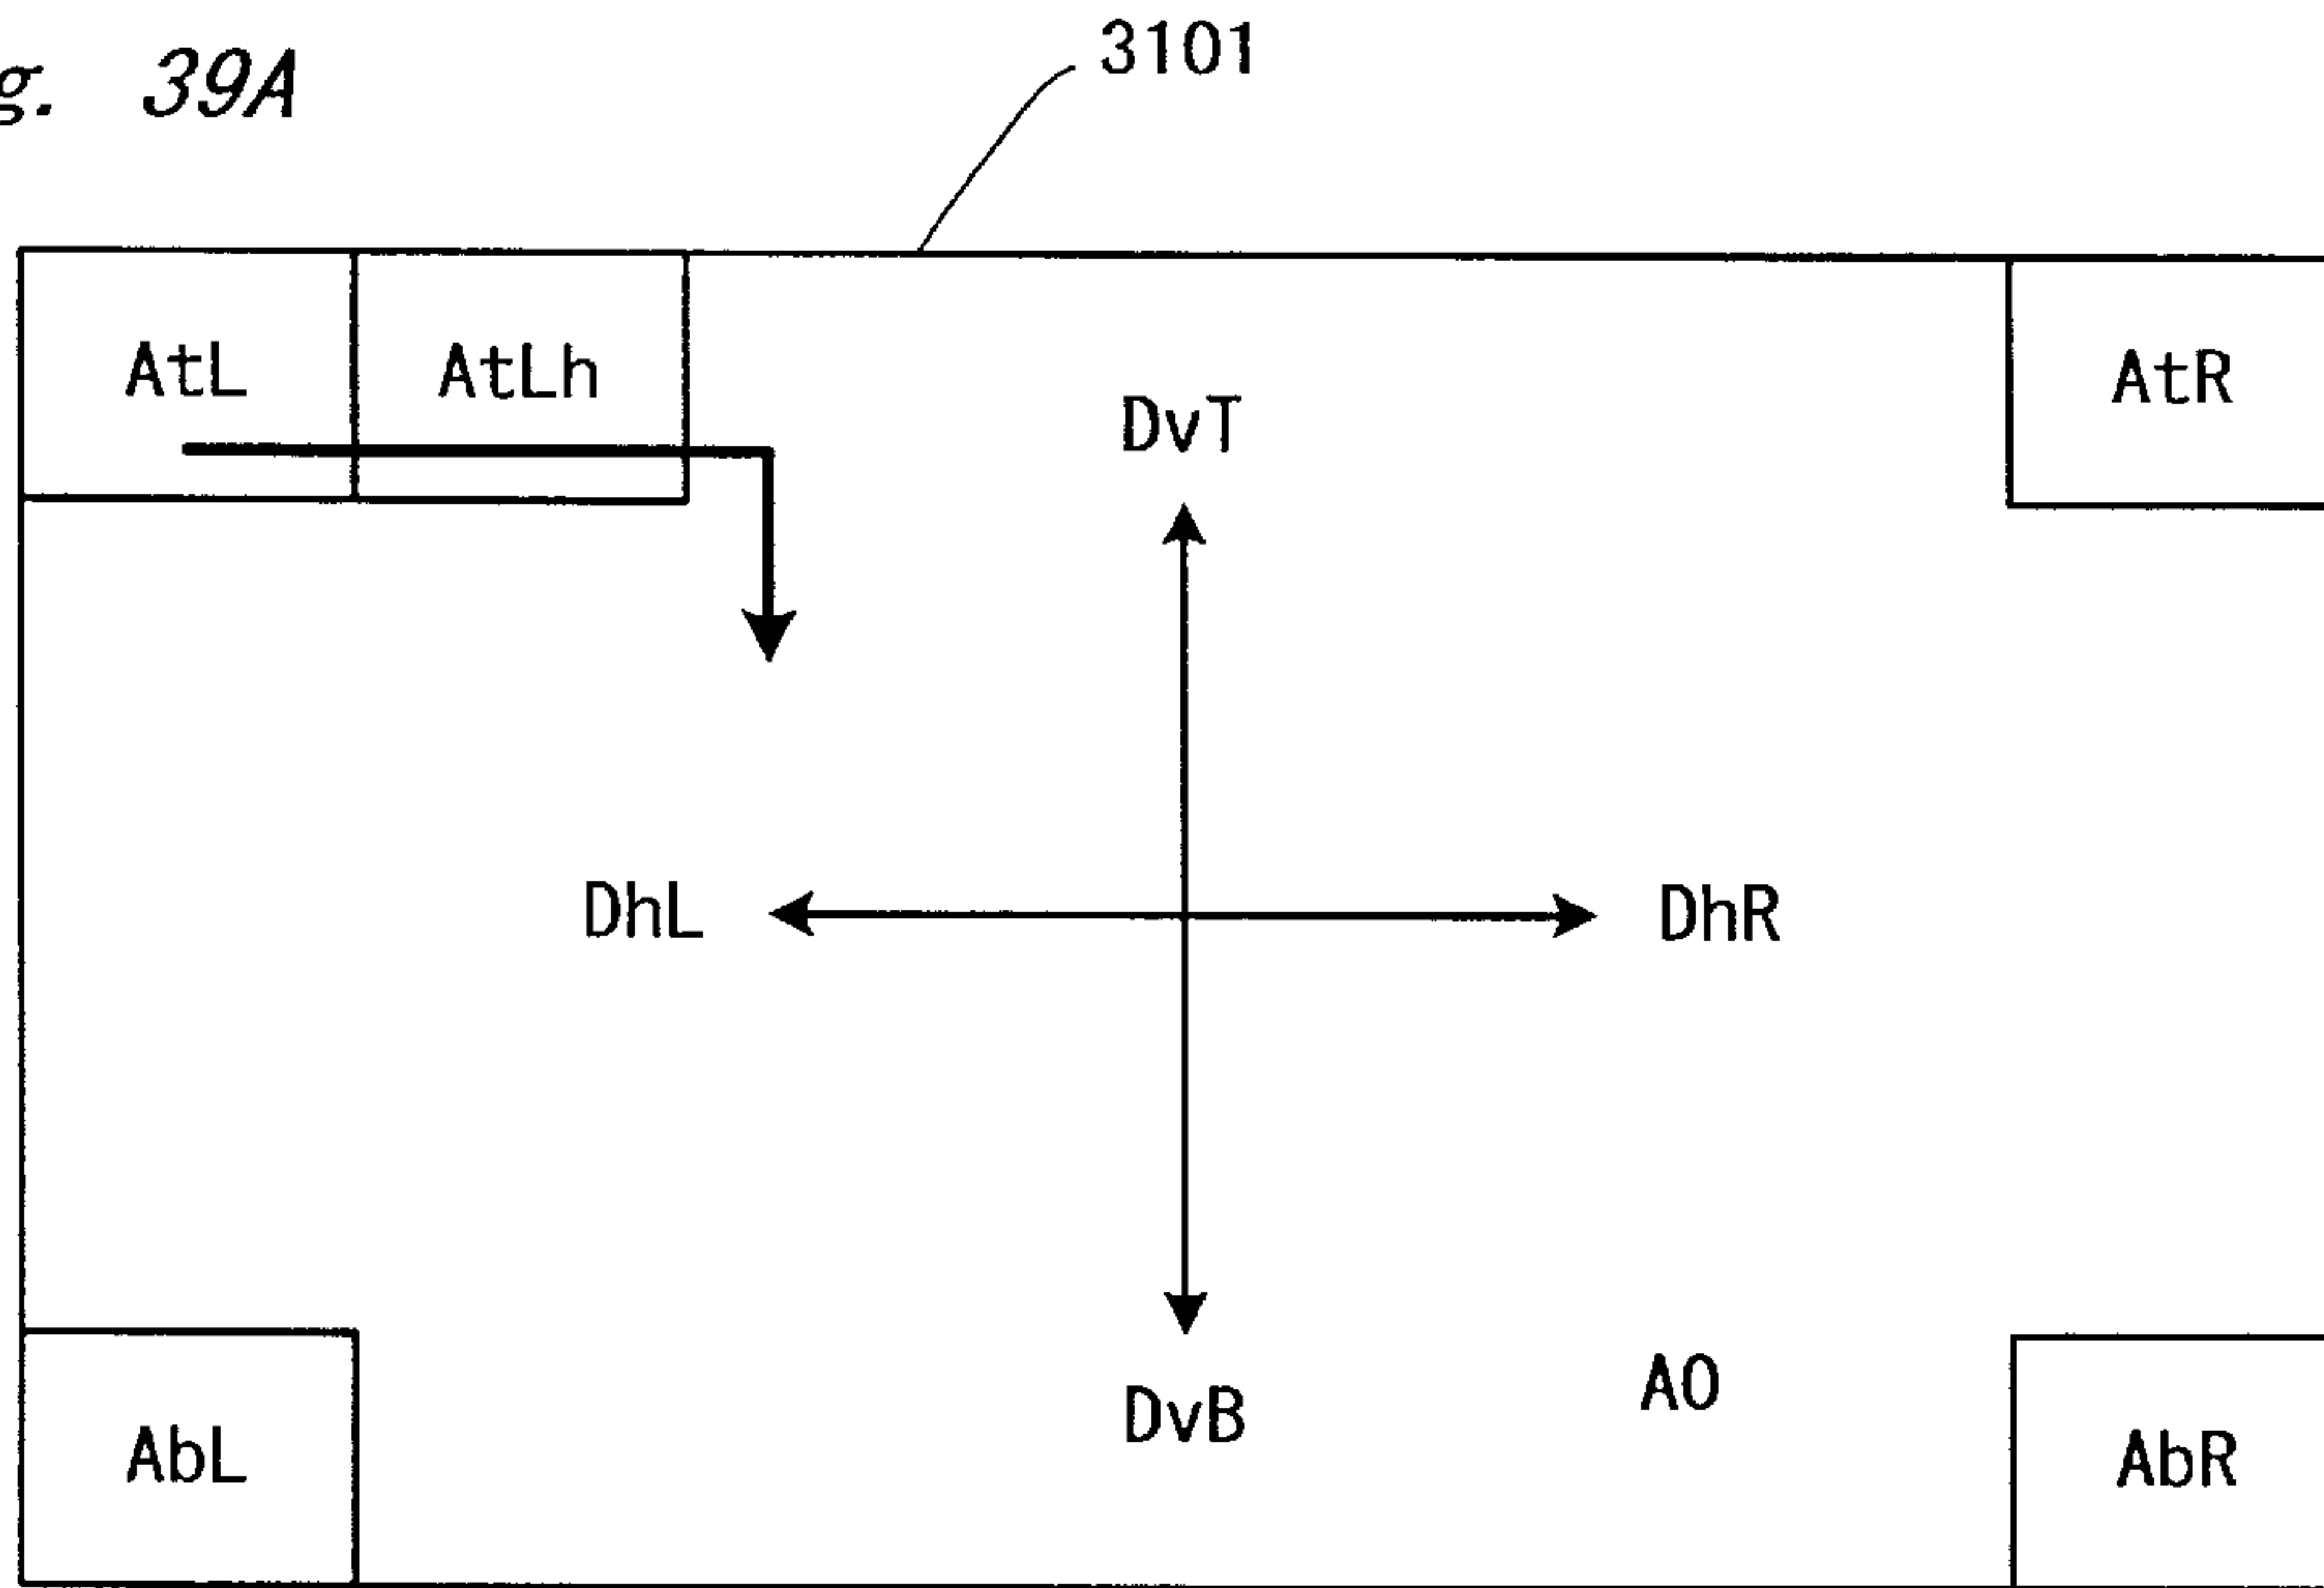 g. 39A
3101
AtL AtLh AtR
DvT
DhL DhR
DvB AO
AbL AbR